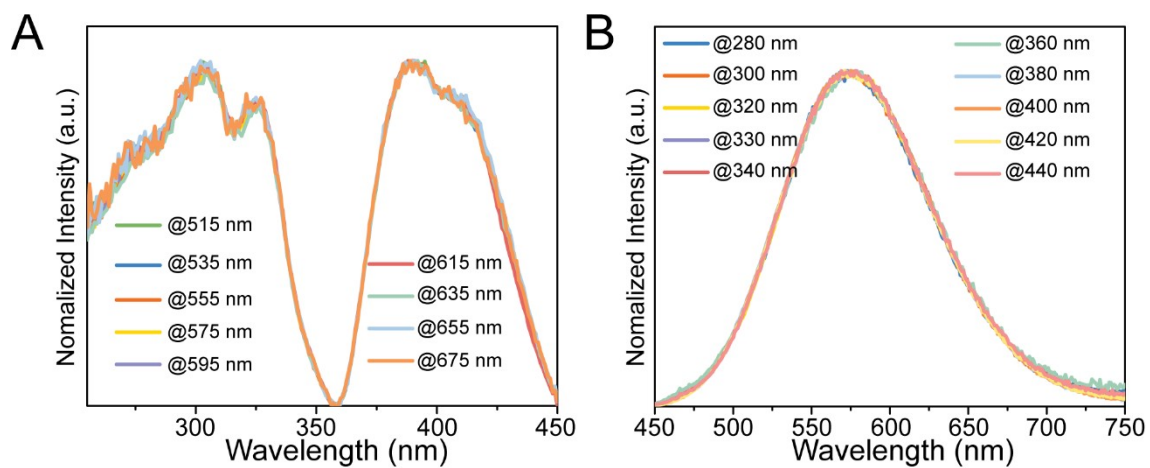 A
Nomalized Intensity (a.u.)
@515 nm
@535 nm
@555 nm
@575 nm
@595 nm
@615 nm
@635 nm
@655 nm
@675 nm
300
350
400
450
Wavelength (nm)
B
Nomalized Intensity (a.u.)
@280 nm
@300 nm
@320 nm
@330 nm
@340 nm
@360 nm
@380 nm
@400 nm
@420 nm
@440 nm
450
500
550
600
650
700
750
Wavelength (nm)